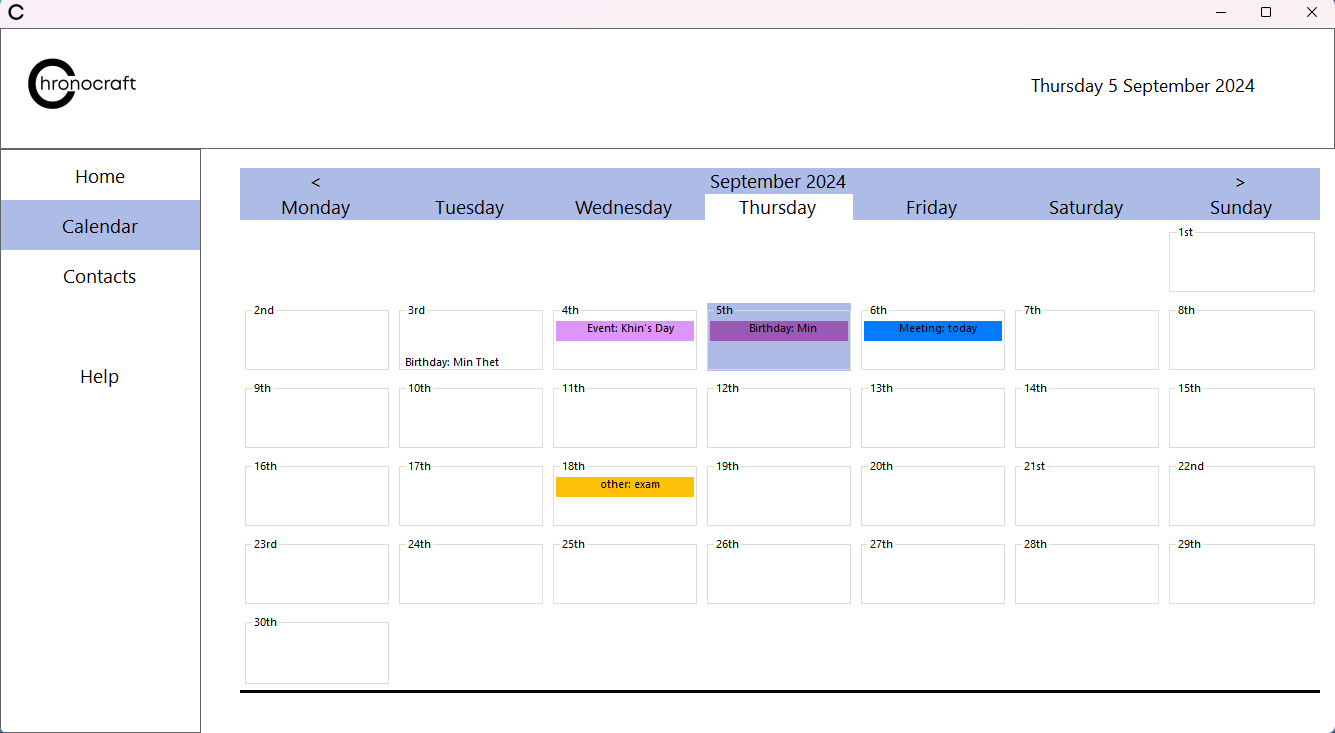 C
Chronocraft
Thursday 5 September 2024
Home
Calendar
Contacts
Help
< September 2024 >
Monday Tuesday Wednesday Thursday Friday Saturday Sunday
1st
2nd 3rd 4th 5th 6th 7th 8th
Event: Khin's Day Birthday: Min Meeting: today
Birthday: Min Thet
9th 10th 11th 12th 13th 14th 15th
16th 17th 18th 19th 20th 21st 22nd
other: exam
23rd 24th 25th 26th 27th 28th 29th
30th